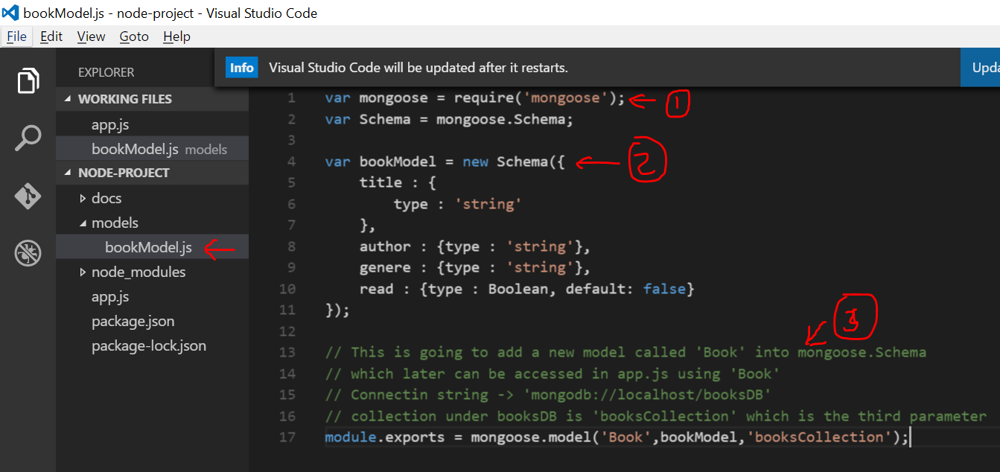 bookModel.js - node-project - Visual Studio Code
File Edit View Goto Help
EXPLORER
Info Visual Studio Code will be updated after it restarts.
WORKING FILES
app.js
bookModel.js models
NODE-PROJECT
docs
models
bookModel.js
node_modules
app.js
package.json
package-lock.json
1 var mongoose = require('mongoose'); 1
2 var Schema = mongoose.Schema;
3
4 var bookModel = new Schema({ 2
5 title : {
6 type : 'string'
7 },
8 author : {type : 'string'},
9 genere : {type : 'string'},
10 read : {type : Boolean, default: false}
11 });
12
3
13 // This is going to add a new model called 'Book' into mongoose.Schema
14 // which later can be accessed in app.js using 'Book'
15 // Connectin string -> 'mongodb://localhost/booksDB'
16 // collection under booksDB is 'booksCollection' which is the third parameter
17 module.exports = mongoose.model('Book',bookModel,'booksCollection');